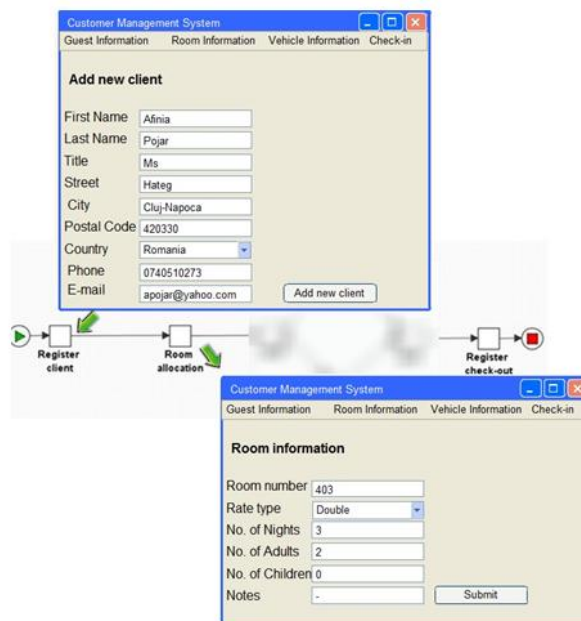 Customer Management System
Guest Information Room Information Vehicle Information Check-in
Add new client
First Name Afinia
Last Name Pojar
Title Ms
Street Hateg
City Cluj-Napoca
Postal Code 420330
Country Romania
Phone 0740510273
E-mail apojar@yahoo.com Add new client
Register client
Room allocation
Register check-out
Customer Management System
Guest Information Room Information Vehicle Information Check-in
Room information
Room number 403
Rate type Double
No. of Nights 3
No. of Adults 2
No. of Children 0
Notes - Submit